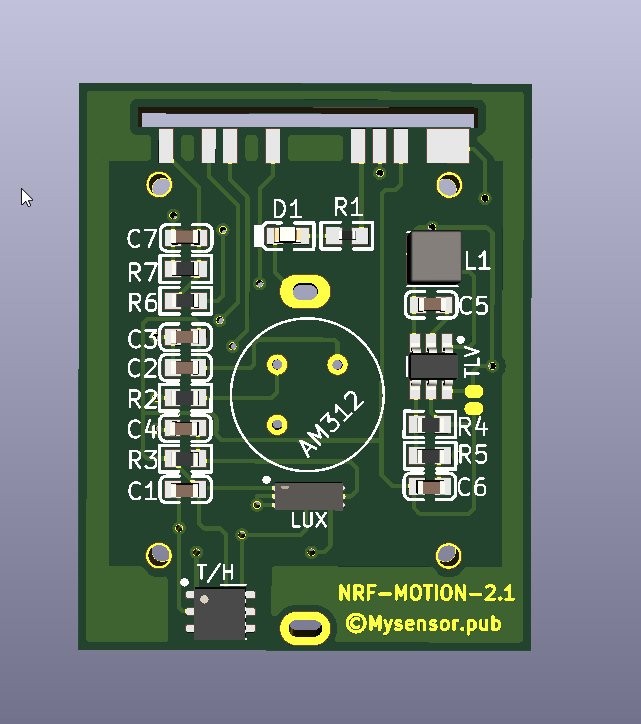 D1 R1
C7
R7
L1
R6
C5
C3
C2
TLV
R2
AM312
C4
R4
R3
R5
C1
C6
LUX
T/H
NRF-MOTION-2.1
©Mysensor.pub